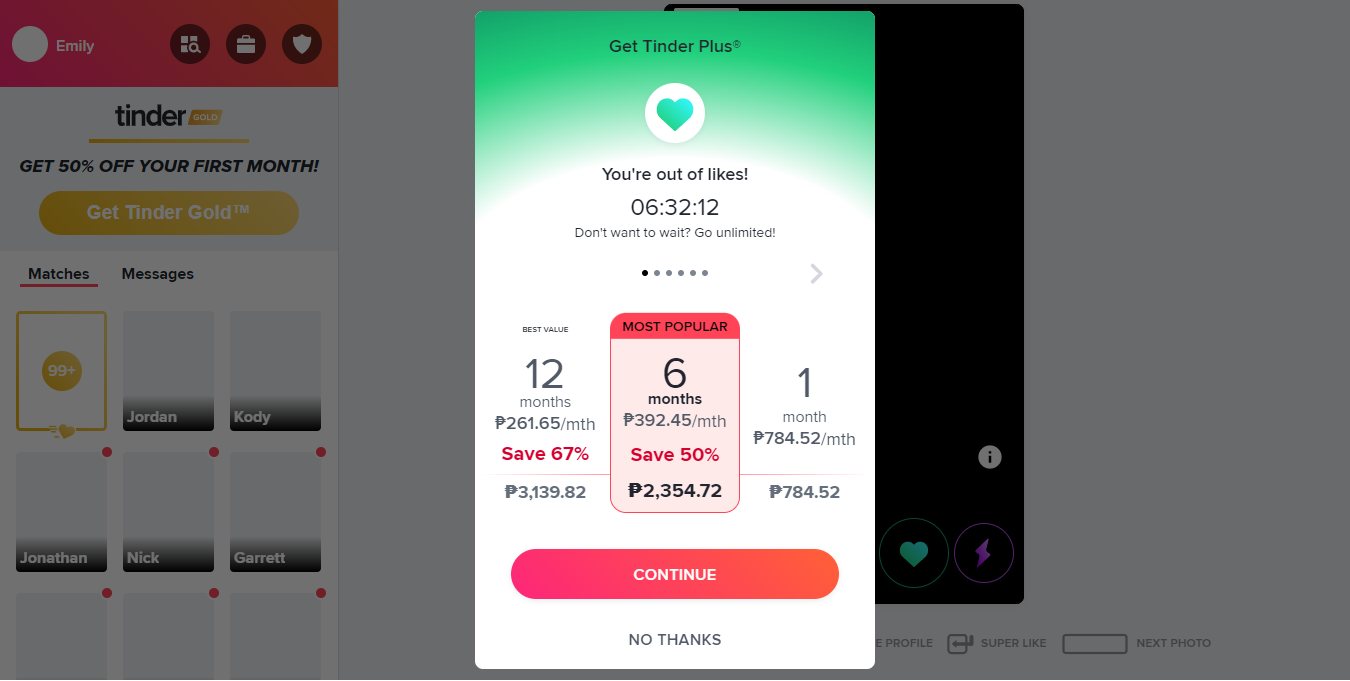 Emily
tinder GOLD
GET 50% OFF YOUR FIRST MONTH!
Get Tinder Gold™
Matches
Messages
99+
Jordan
Kody
Jonathan
Nick
Garrett
Get Tinder Plus®
You're out of likes!
06:32:12
Don't want to wait? Go unlimited!
BEST VALUE
12
months
₱261.65/mth
Save 67%
₱3,139.82
MOST POPULAR
6
months
₱392.45/mth
Save 50%
₱2,354.72
1
month
₱784.52/mth
₱784.52
CONTINUE
NO THANKS
E PROFILE
SUPER LIKE
NEXT PHOTO